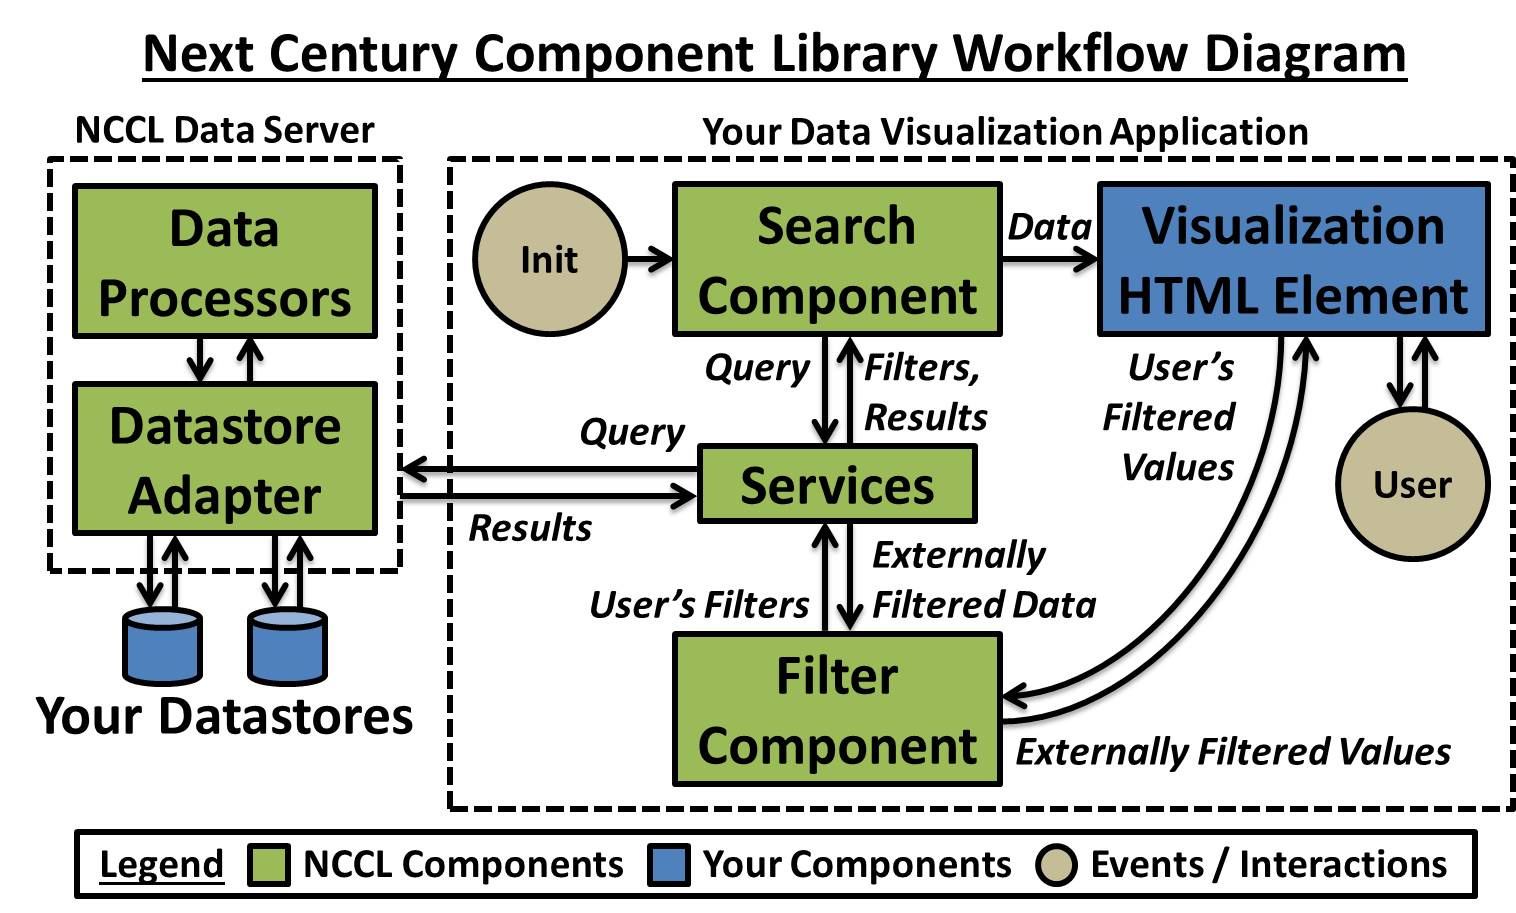 Next Century Component Library Workflow Diagram
NCCL Data Server
Your Data Visualization Application
Data
Processors
Datastore
Adapter
Your Datastores
Init
Search
Component
Data
Visualization
HTML Element
Query
Filters,
Results
User's
Filtered
Values
User
Query
Results
Services
User's Filters
Externally
Filtered Data
Filter
Component
Externally Filtered Values
Legend
NCCL Components
Your Components
Events / Interactions